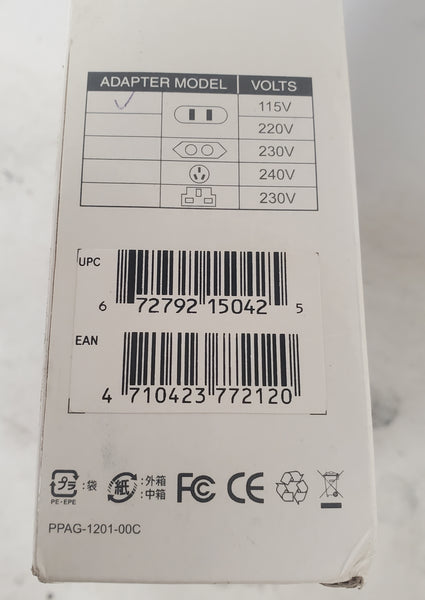 ADAPTER MODEL VOLTS
115V
220V
230V
240V
230V
UPC
6 72792 15042 5
EAN
4 710423 772120
プラ :袋
PE-EPE
紙 :外箱
:中箱
FC CE
PPAG-1201-00C